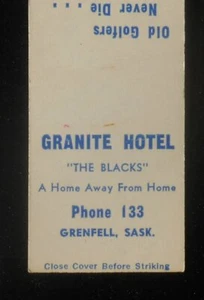 Old Golfers
Never Die ....
GRANITE HOTEL
"THE BLACKS"
A Home Away From Home
Phone 133
GRENFELL, SASK.
Close Cover Before Striking